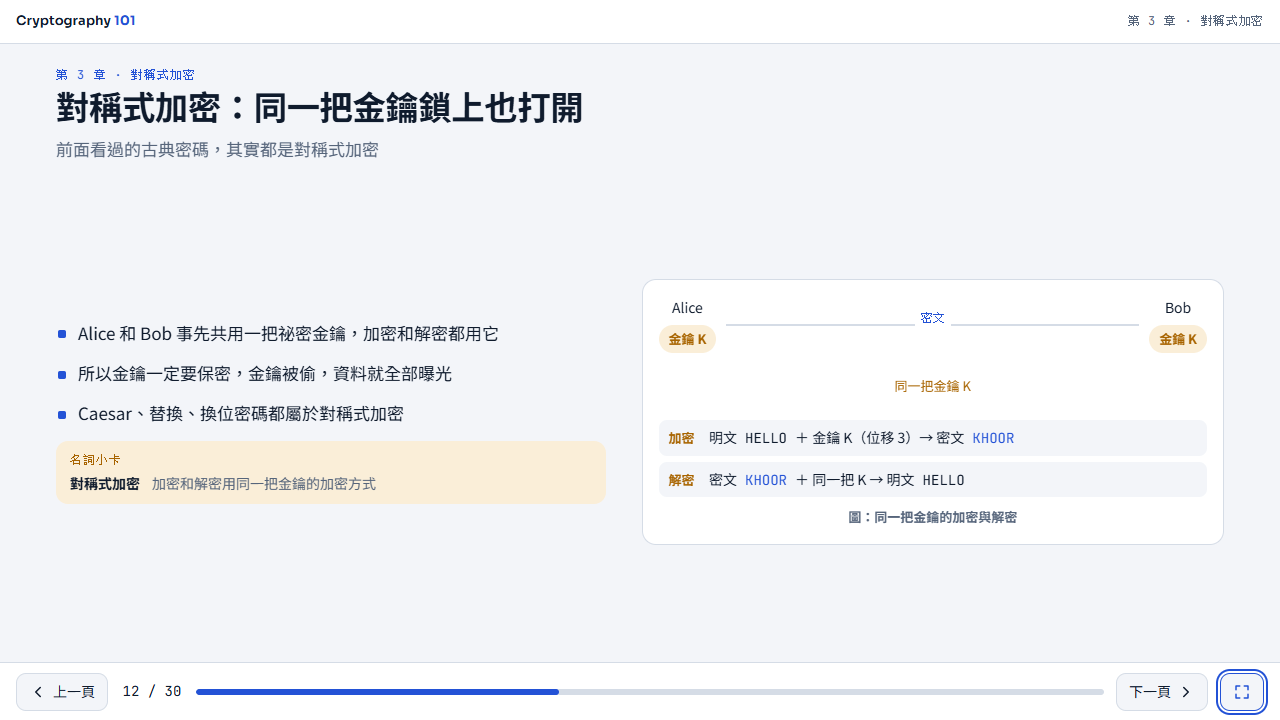 Cryptography 101
第 3 章 · 對稱式加密
第 3 章 · 對稱式加密
對稱式加密：同一把金鑰鎖上也打開
前面看過的古典密碼，其實都是對稱式加密
Alice 和 Bob 事先共用一把祕密金鑰，加密和解密都用它
所以金鑰一定要保密，金鑰被偷，資料就全部曝光
Caesar、替換、換位密碼都屬於對稱式加密
名詞小卡
對稱式加密 加密和解密用同一把金鑰的加密方式
Alice
金鑰 K
密文
Bob
金鑰 K
同一把金鑰 K
加密 明文 HELLO ＋ 金鑰 K（位移 3）→ 密文 KHOOR
解密 密文 KHOOR ＋ 同一把 K → 明文 HELLO
圖：同一把金鑰的加密與解密
上一頁
12 / 30
下一頁